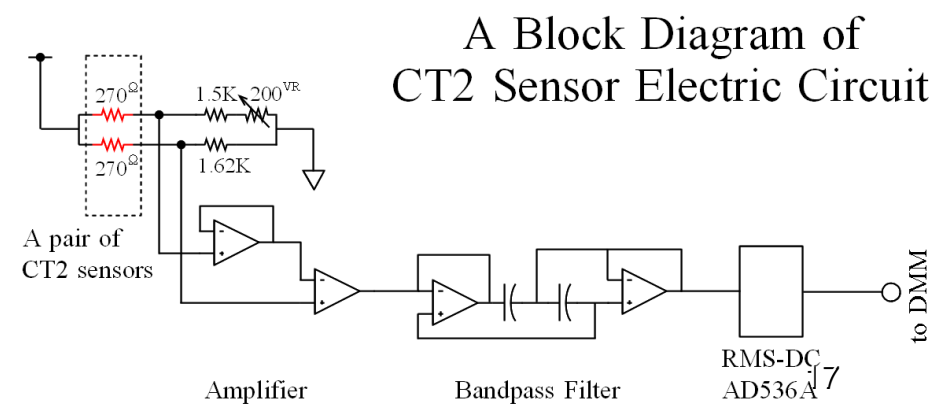 A Block Diagram of
CT2 Sensor Electric Circuit
270Ω
1.5K 200VR
270Ω
1.62K
A pair of
CT2 sensors
-
+
-
+
-
+
-
+
to DMM
RMS-DC
AD536A
17
Amplifier
Bandpass Filter